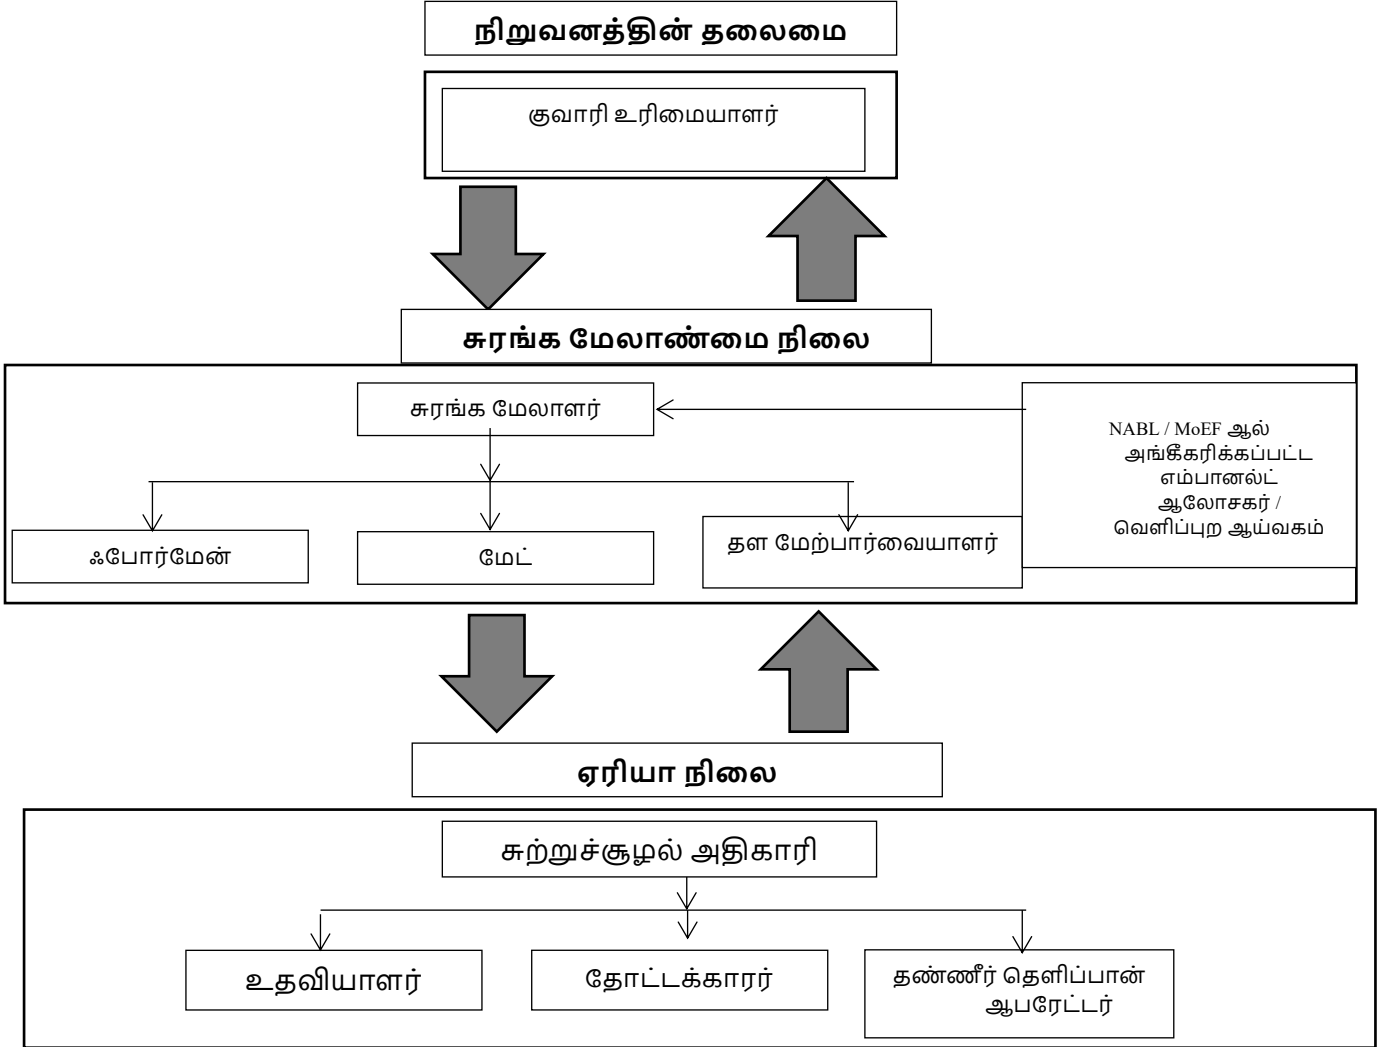 நிறுவனத்தின் தலைமை
குவாரி உரிமையாளர்
சுரங்க மேலாண்மை நிலை
சுரங்க மேலாளர்
NABL / MoEF ஆல்
அங்கீகரிக்கப்பட்ட
எம்பானல்ட்
ஆலோசகர் /
வெளிப்புற ஆய்வகம்
ஃபோர்மேன்
மேட்
தள மேற்பார்வையாளர்
ஏரியா நிலை
சுற்றுச்சூழல் அதிகாரி
உதவியாளர்
தோட்டக்காரர்
தண்ணீர் தெளிப்பான்
ஆபரேட்டர்